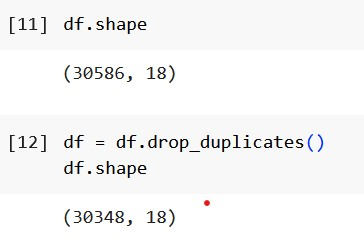 [11] df.shape
(30586, 18)
[12] df = df.drop_duplicates()
df.shape
(30348, 18)